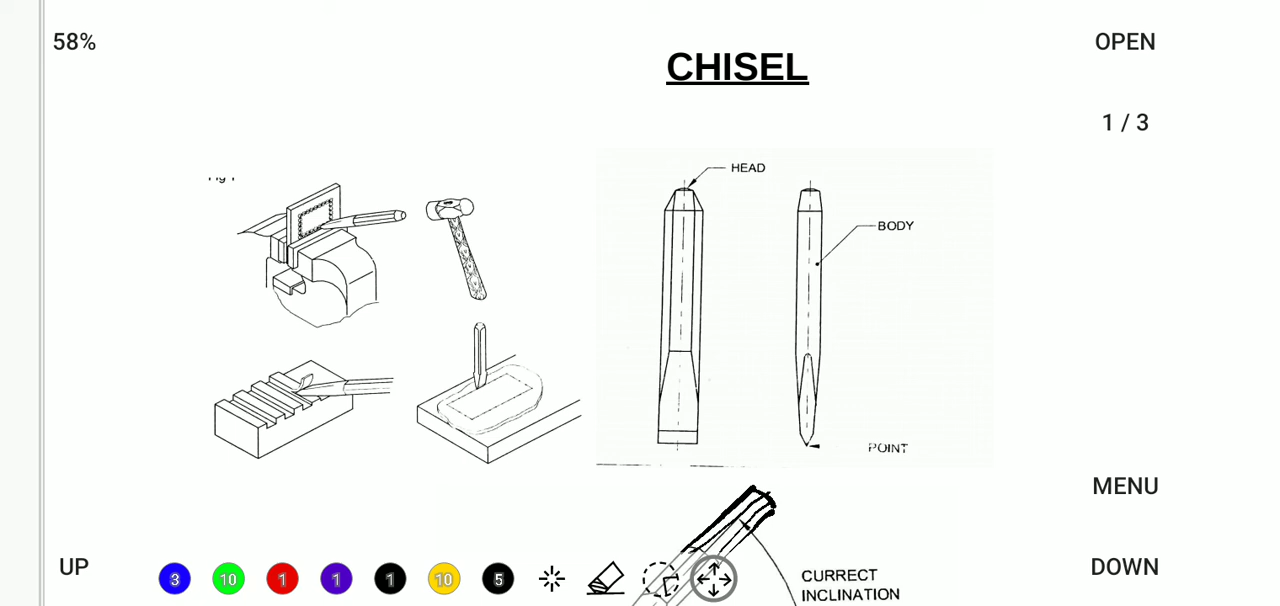 58%
CHISEL
OPEN
1 / 3
HEAD
BODY
POINT
MENU
UP
3
10
1
1
1
10
5
DOWN
CURRECT
INCLINATION